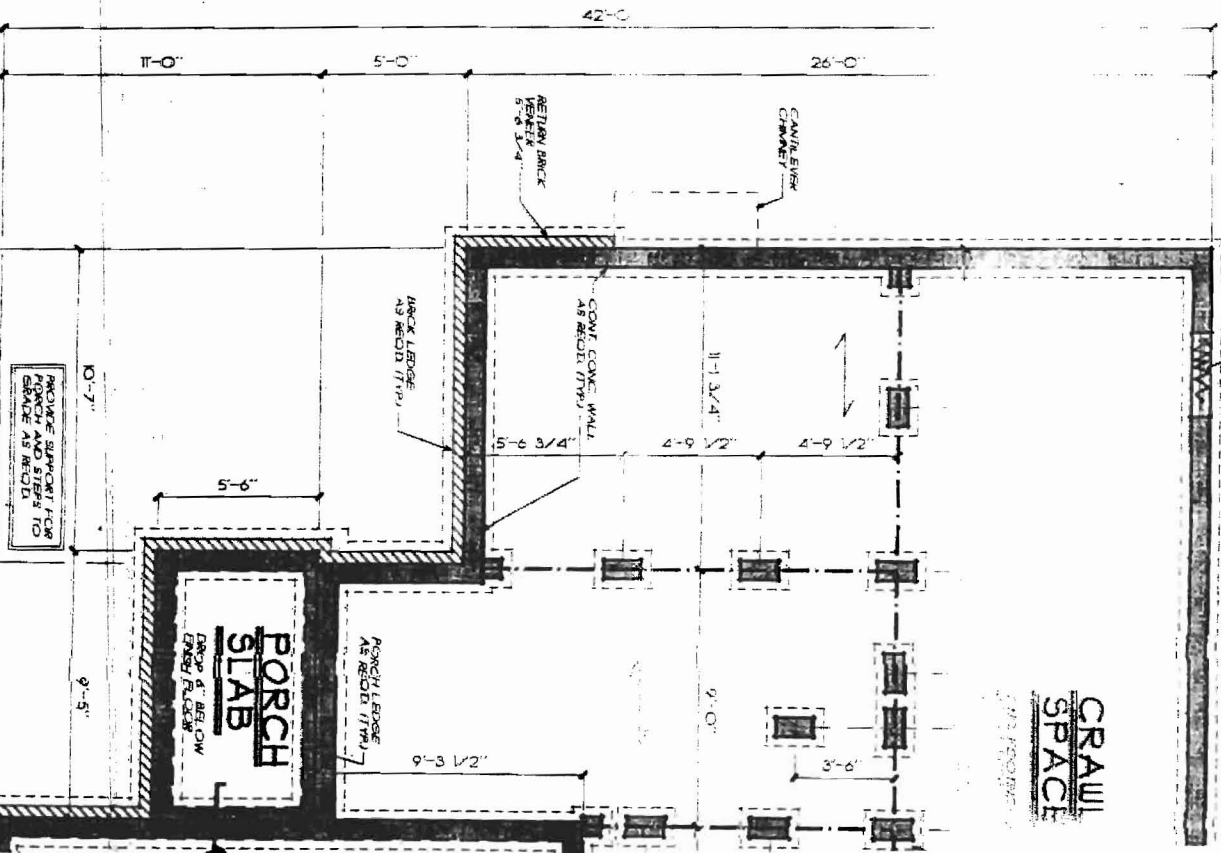 42'-0
11'-0"
5'-0"
26'-0"
CANTILEVER
CHIMNEY
RETURN BRICK
VENEER
5'-6 3/4"
CONT. CONC. WALL
AS REQ'D. (TYP.)
BRICK LEDGE
AS REQ'D. (TYP.)
11-1 3/4"
5'-6 3/4"
4'-9 1/2"
4'-9 1/2"
10'-7"
5'-6"
PROVIDE SUPPORT FOR
PORCH AND STEPS TO
GRADE AS REQ'D.
PORCH
SLAB
DROP 6" BELOW
FINISH FLOOR
PORCH LEDGE
AS REQ'D. (TYP.)
9'-5"
9'-0"
9'-3 1/2"
3'-6"
CRAWL
SPACE